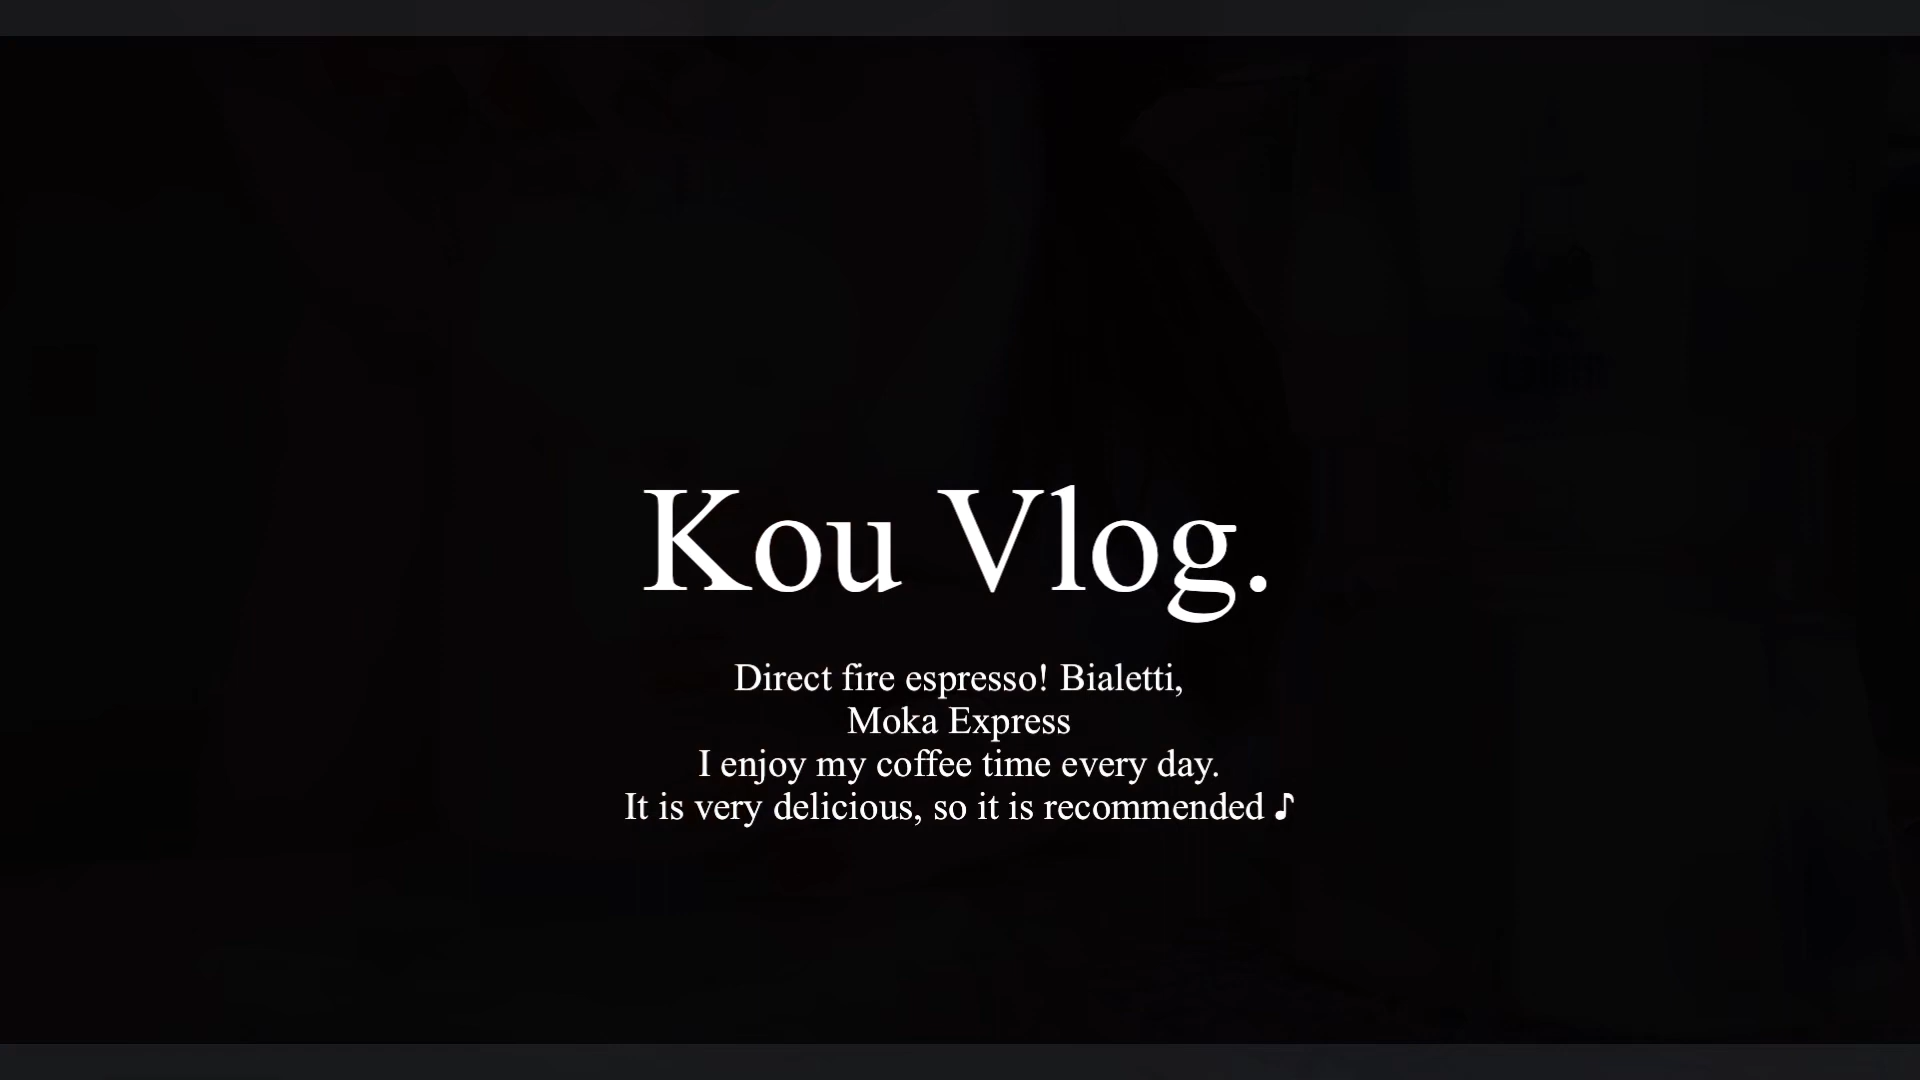 Kou Vlog.
Direct fire espresso! Bialetti,
Moka Express
I enjoy my coffee time every day.
It is very delicious, so it is recommended ♪